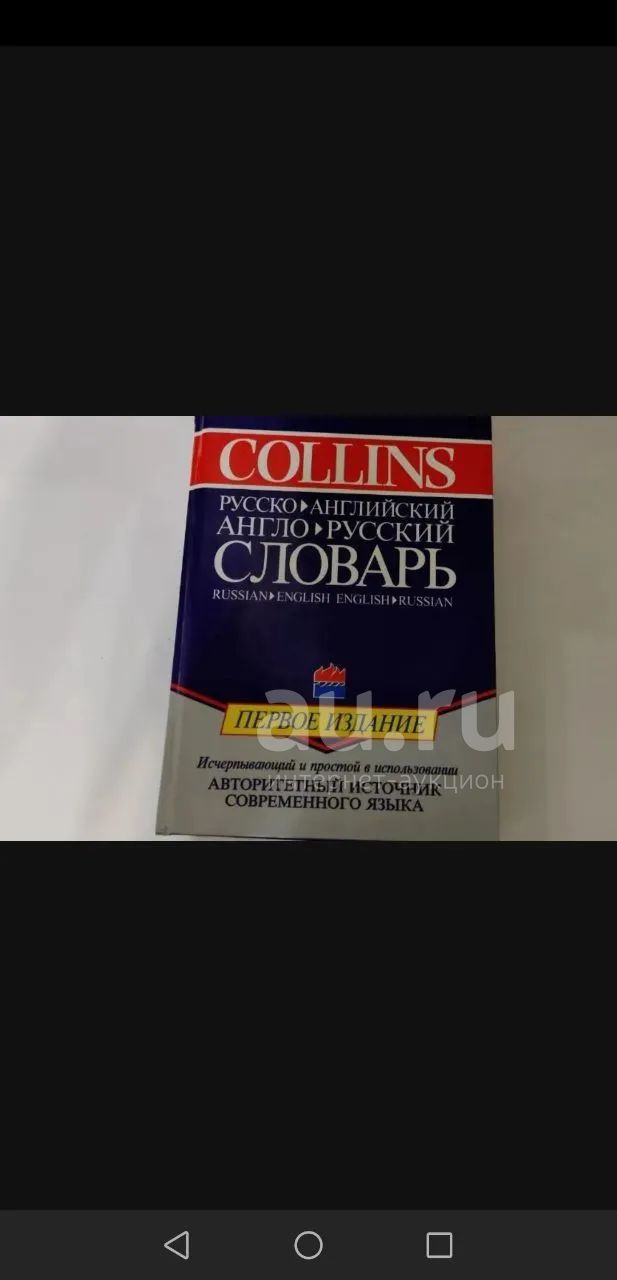 COLLINS
РУССКО▶АНГЛИЙСКИЙ
АНГЛО▶РУССКИЙ
СЛОВАРЬ
RUSSIAN▶ENGLISH ENGLISH▶RUSSIAN
ПЕРВОЕ ИЗДАНИЕ
au.ru
Исчерпывающий и простой в использовании
интернет-аукцион
АВТОРИТЕТНЫЙ ИСТОЧНИК
СОВРЕМЕННОГО ЯЗЫКА